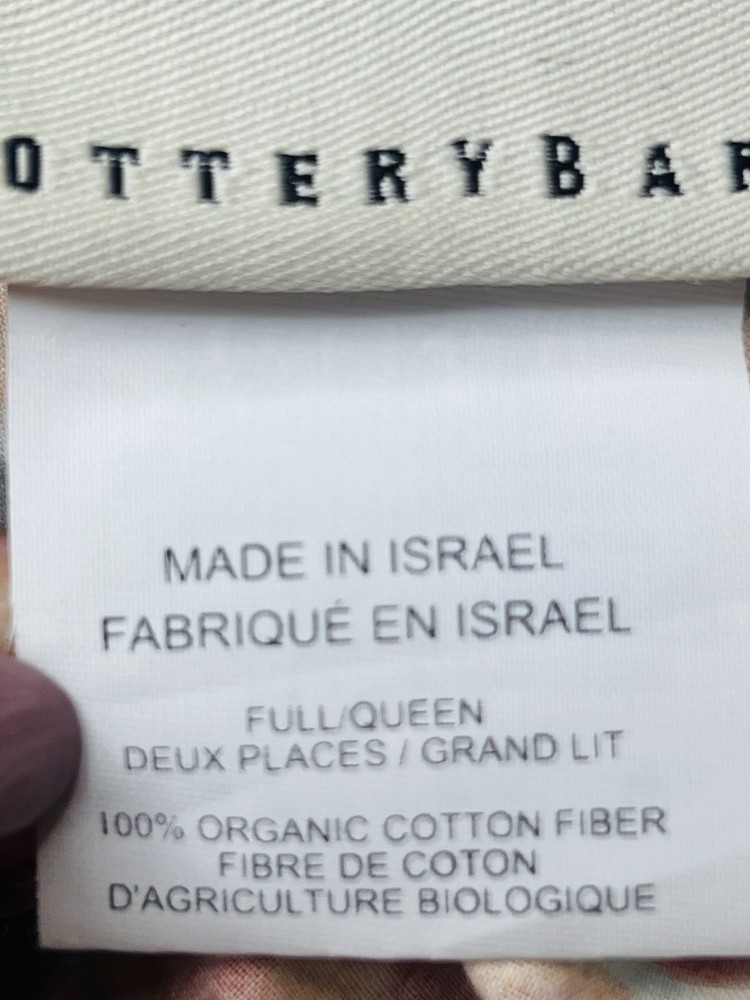 OTTERYBAR
MADE IN ISRAEL
FABRIQUÉ EN ISRAEL
FULL/QUEEN
DEUX PLACES / GRAND LIT
100% ORGANIC COTTON FIBER
FIBRE DE COTON
D'AGRICULTURE BIOLOGIQUE